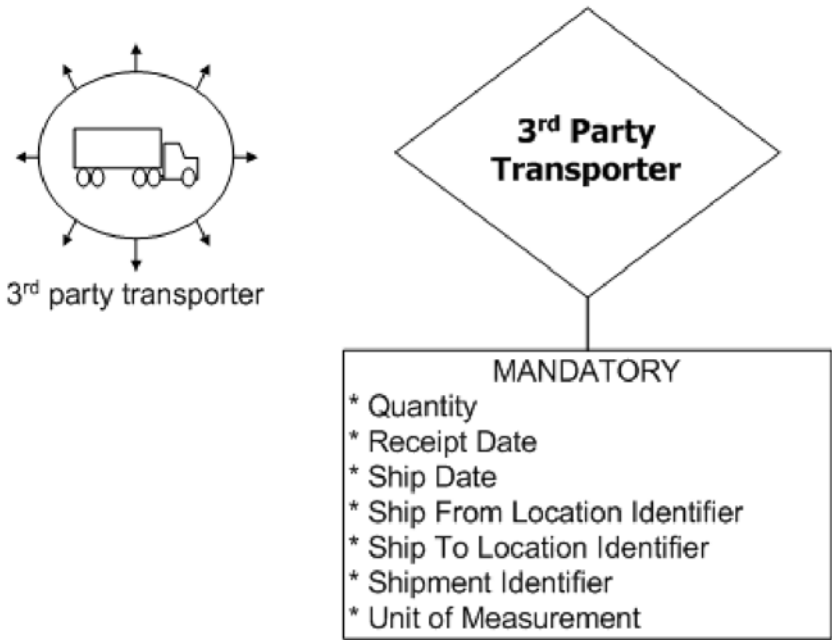 3rd party transporter
3rd Party
Transporter
MANDATORY
* Quantity
* Receipt Date
* Ship Date
* Ship From Location Identifier
* Ship To Location Identifier
* Shipment Identifier
* Unit of Measurement